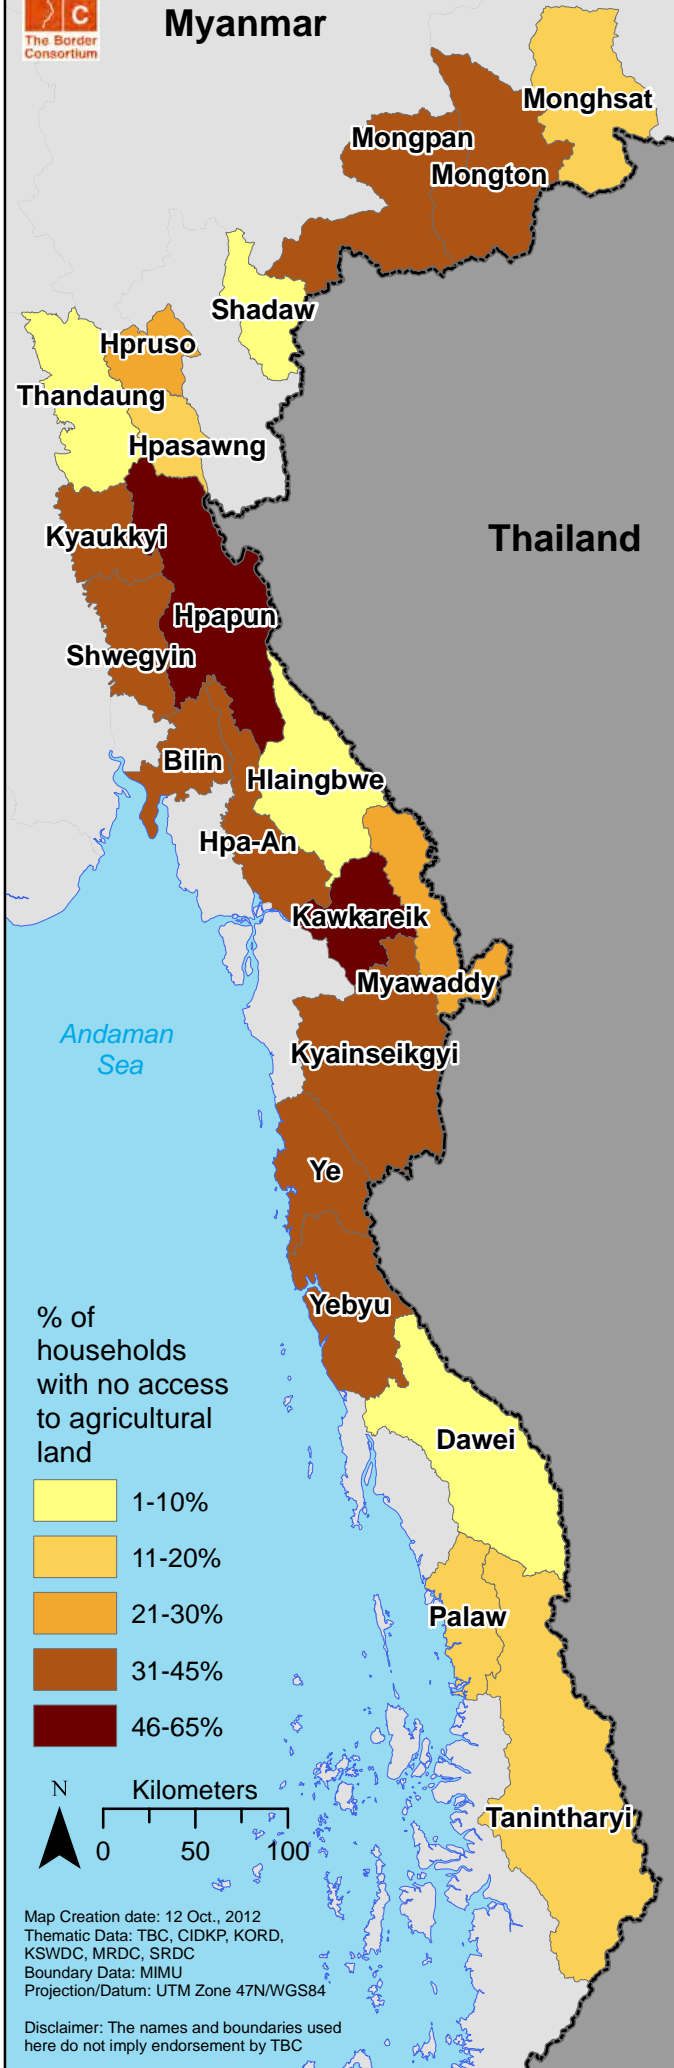 C
The Border
Consortium
Myanmar
Monghsat
Mongpan
Mongton
Shadaw
Hpruso
Thandaung
Hpasawng
Kyaukkyi
Thailand
Hpapun
Shwegyin
Bilin
Hlaingbwe
Hpa-An
Kawkareik
Myawaddy
Andaman
Sea
Kyainseikgyi
Ye
Yebyu
% of
households
with no access
to agricultural
land
Dawei
1-10%
11-20%
21-30%
31-45%
46-65%
Palaw
N
Kilometers
0 50 100
Tanintharyi
Map Creation date: 12 Oct., 2012
Thematic Data: TBC, CIDKP, KORD,
KSWDC, MRDC, SRDC
Boundary Data: MIMU
Projection/Datum: UTM Zone 47N/WGS84
Disclaimer: The names and boundaries used
here do not imply endorsement by TBC